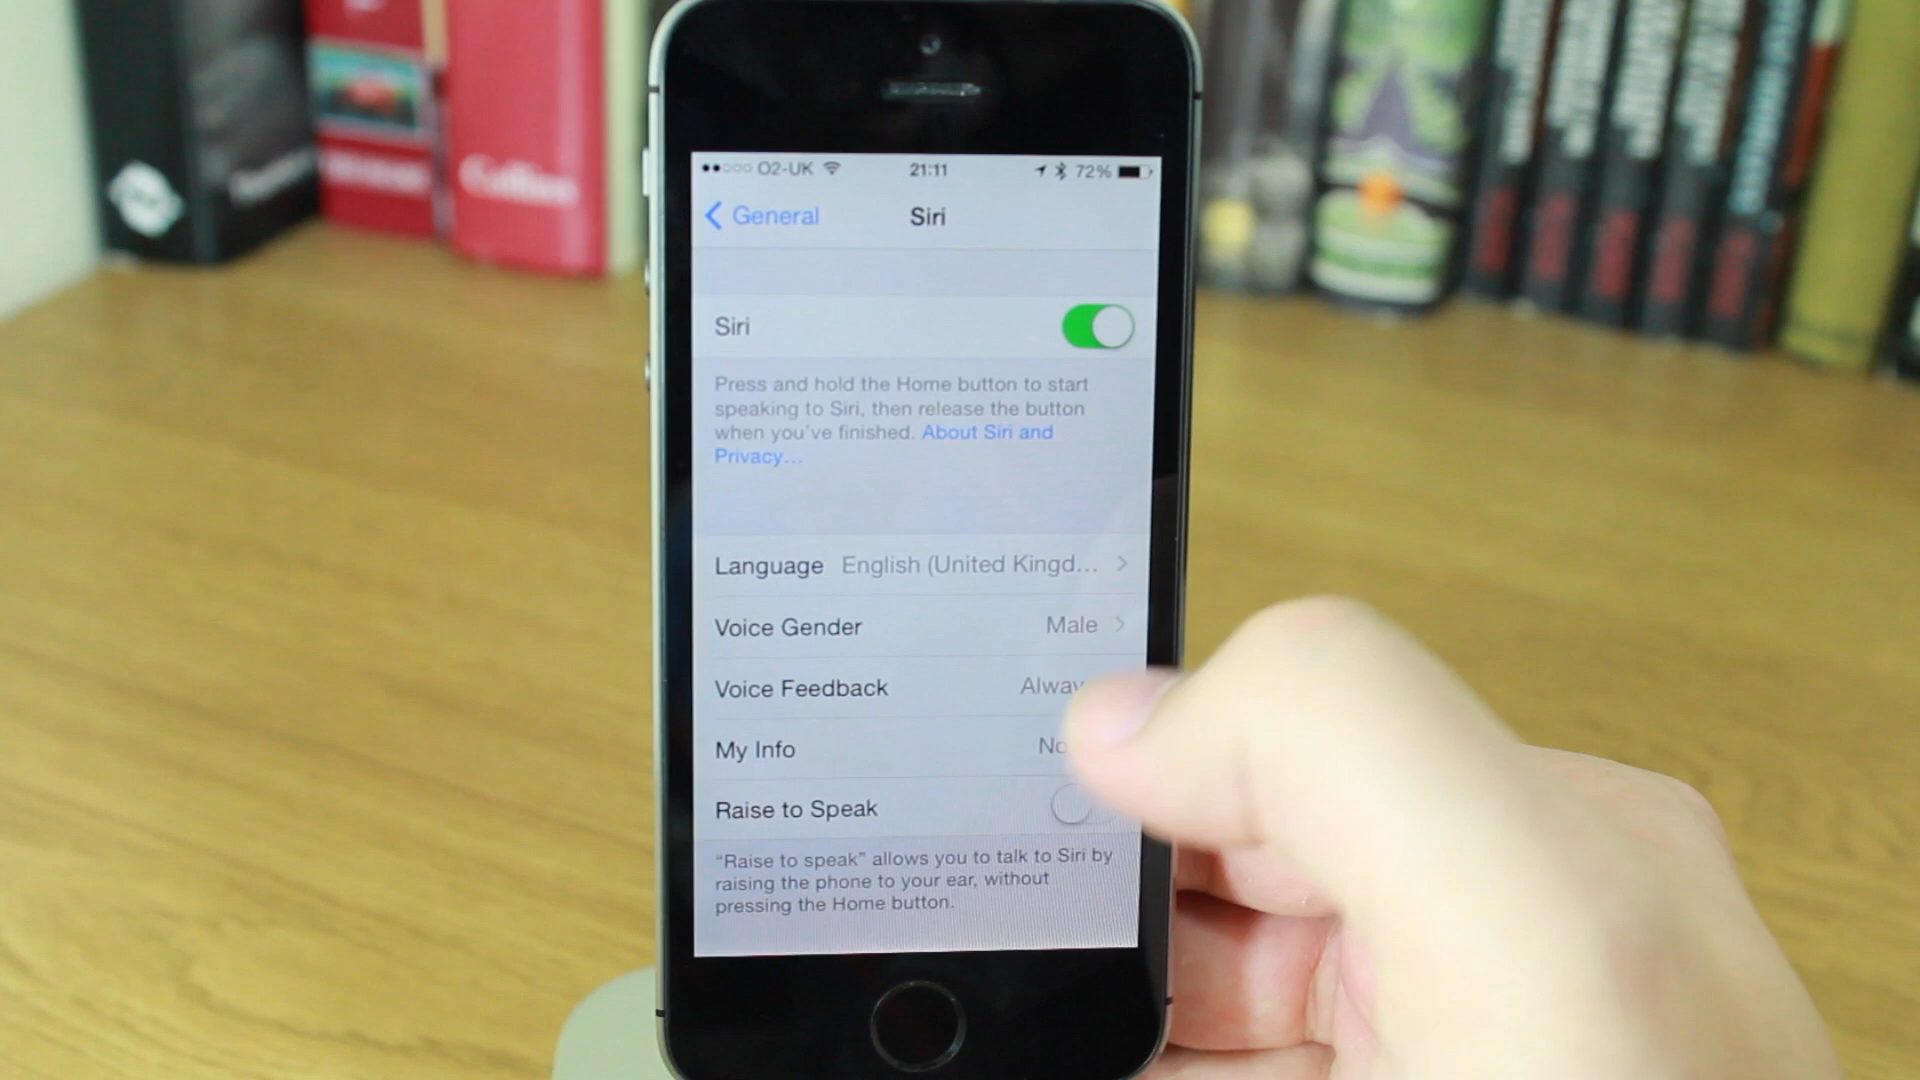 Collins
O2-UK 21:11 72%
General Siri
Siri
Press and hold the Home button to start
speaking to Siri, then release the button
when you've finished. About Siri and
Privacy...
Language English (United Kingd...
Voice Gender Male
Voice Feedback Alway
My Info No
Raise to Speak
“Raise to speak” allows you to talk to Siri by
raising the phone to your ear, without
pressing the Home button.